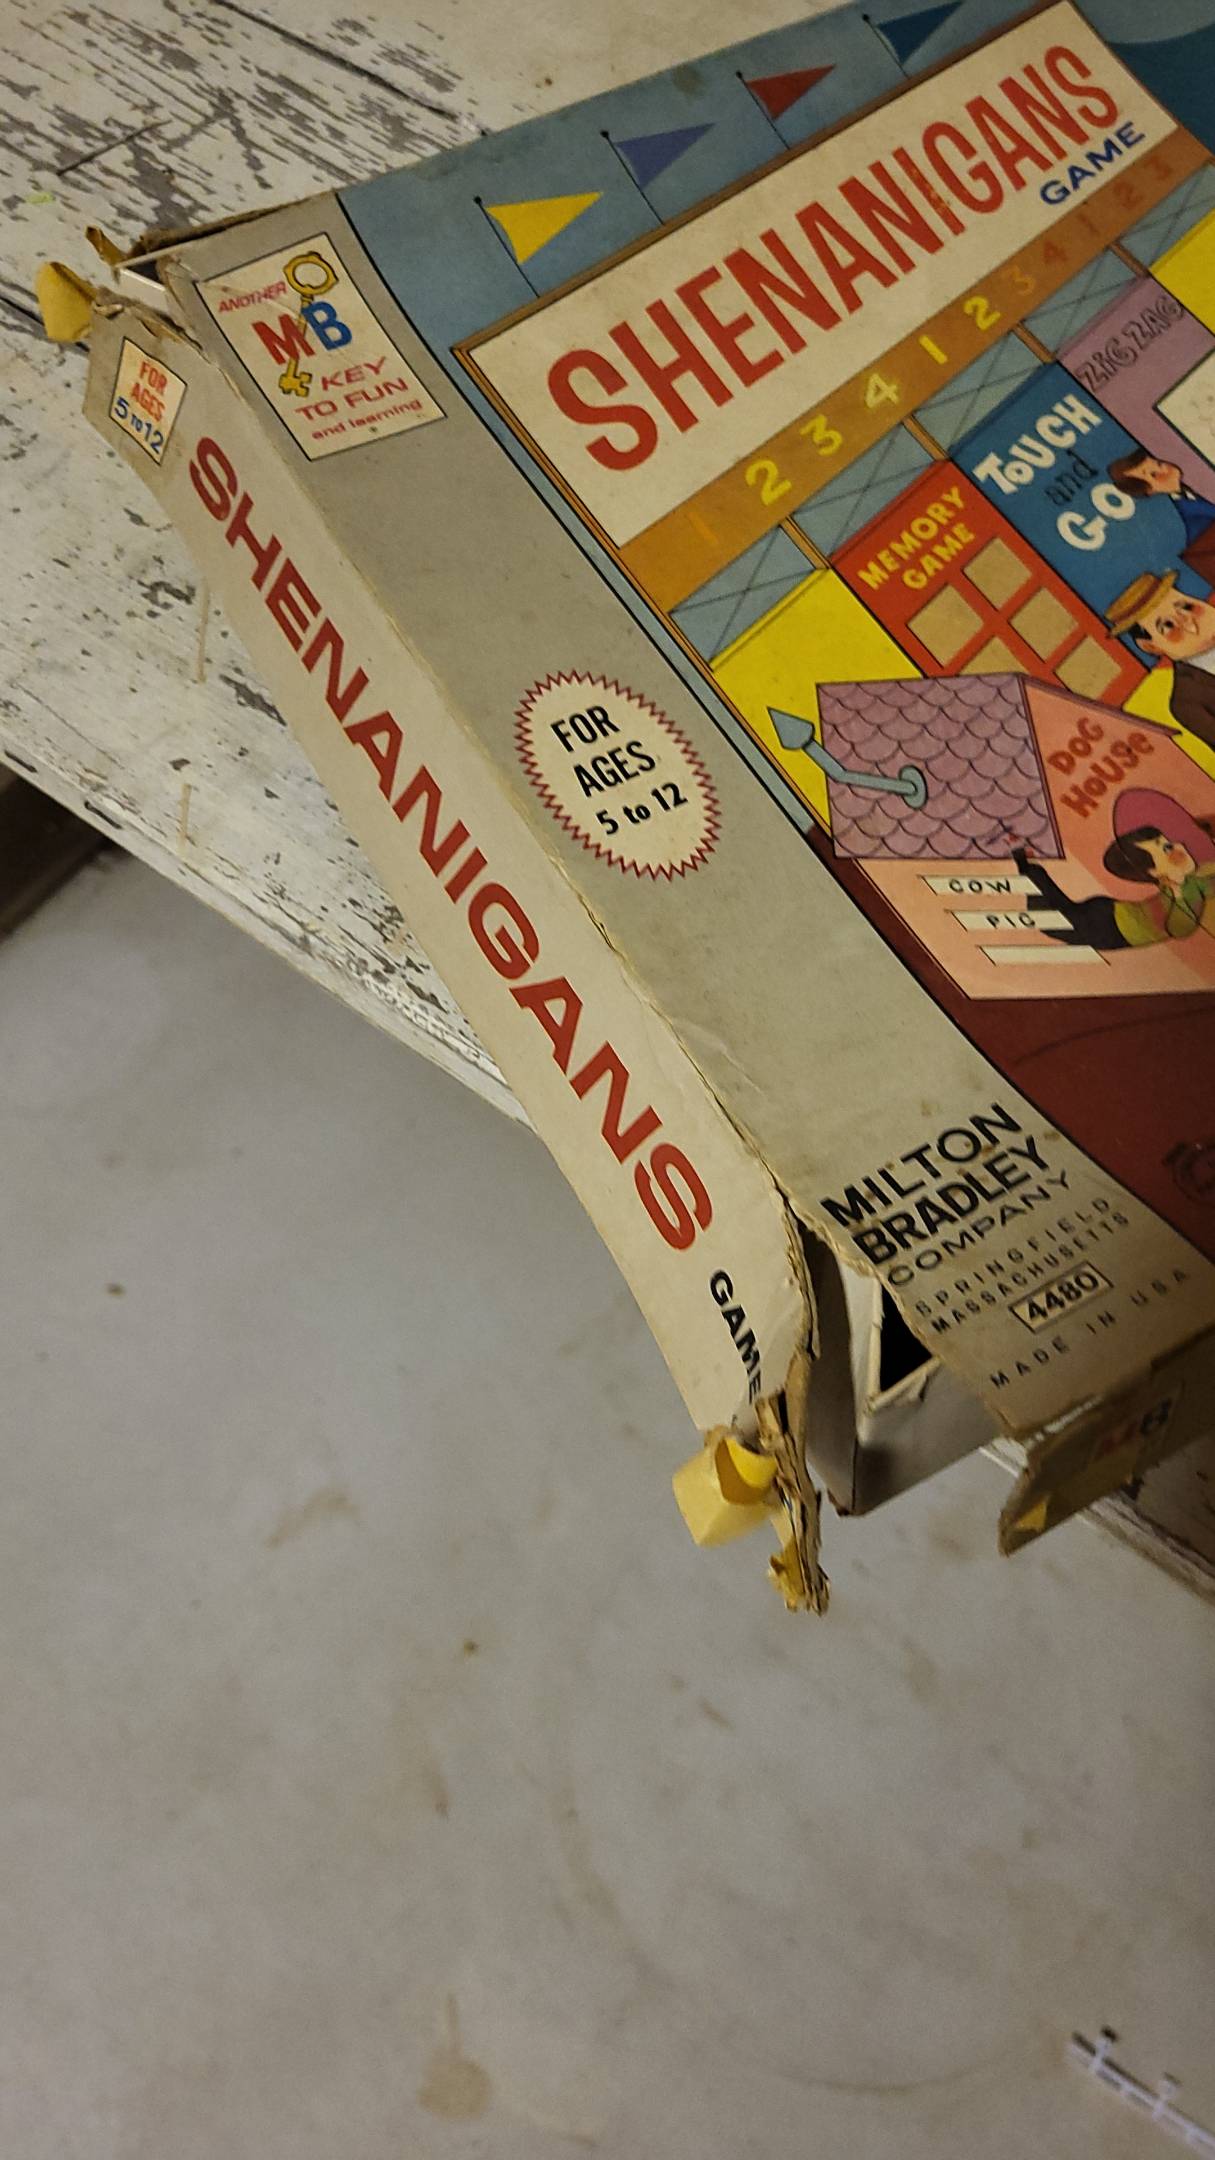 SHENANIGANS
GAME
1 2 3 4 1 2 3 4 1 2 3
ANOTHER
MB
KEY
TO FUN
and learning
FOR
AGES
5 TO 12
SHENANIGANS GAME
FOR
AGES
5 to 12
MEMORY
GAME
TOUCH
and
GO
ZIG ZAG
DOG
HOUSE
COW
PIG
MILTON
BRADLEY
COMPANY
SPRINGFIELD
MASSACHUSETTS
4480
MADE IN USA
MB